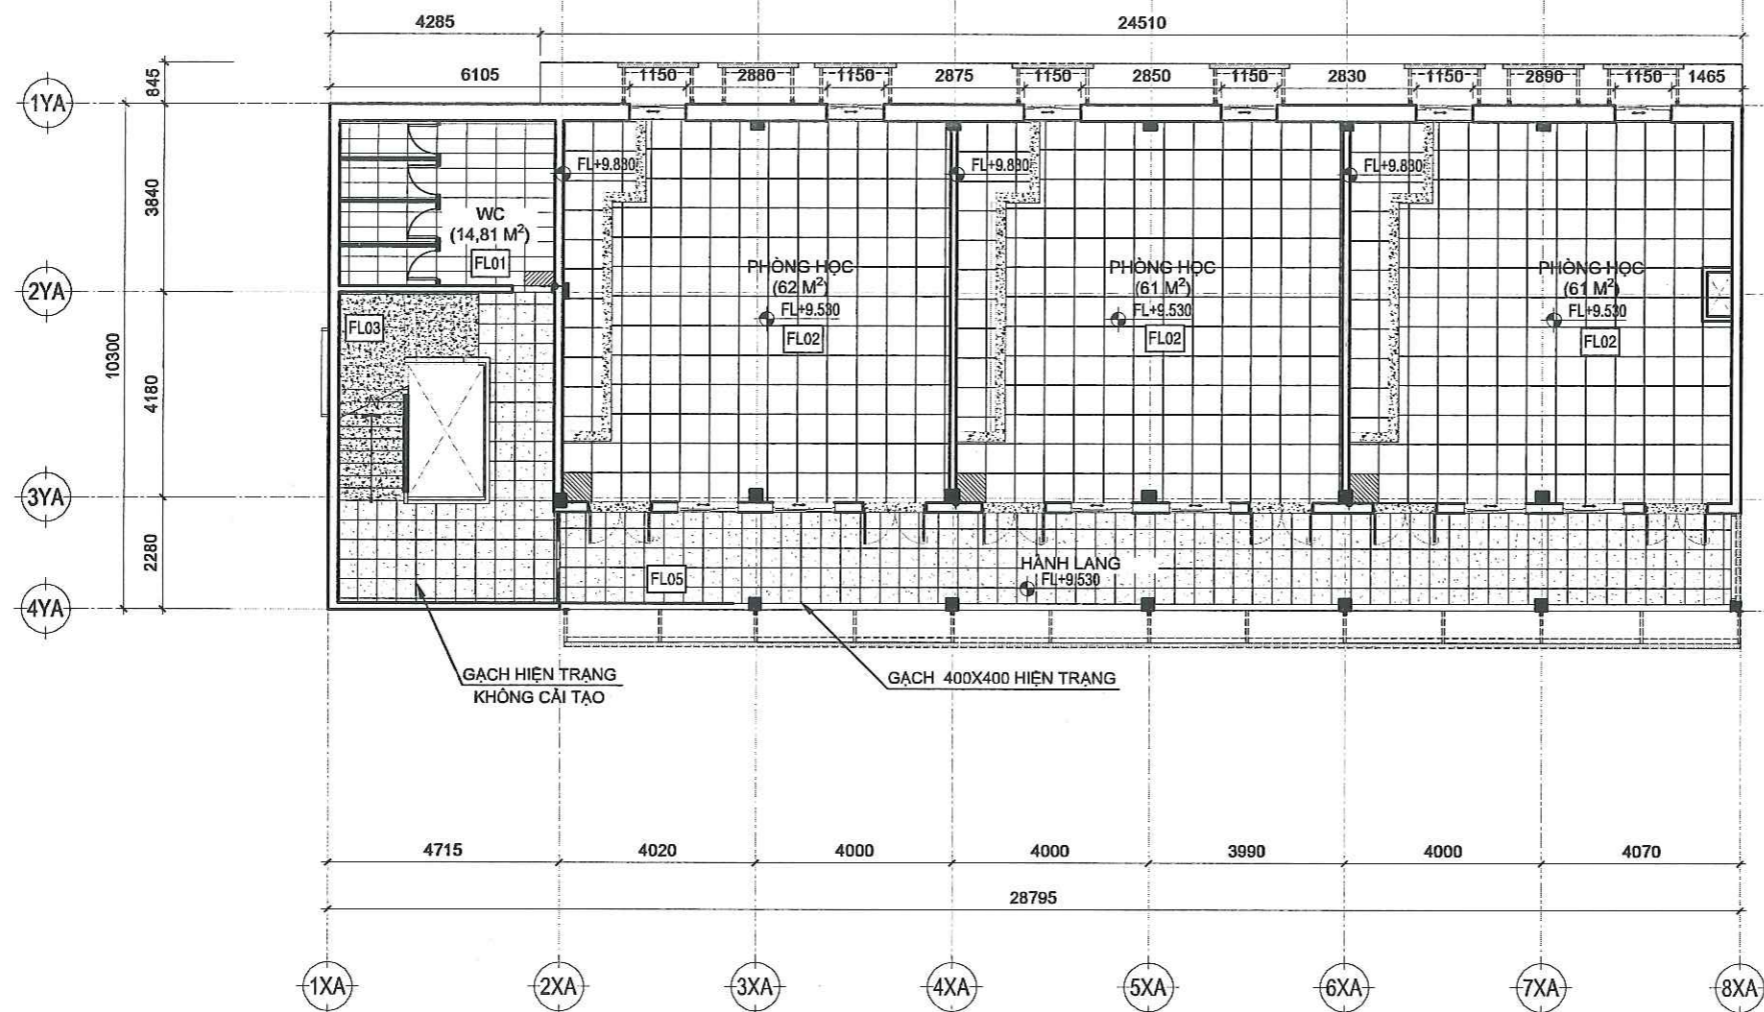 4285
24510
6105
1150
2880
1150
2875
1150
2850
1150
2830
1150
2890
1150
1465
845
1YA
3840
2YA
10300
4180
3YA
2280
4YA
FL+9.830
FL+9.830
FL+9.830
WC
(14,81 M²)
FL01
PHÒNG HỌC
(62 M²)
FL+9.530
FL02
PHÒNG HỌC
(61 M²)
FL+9.530
FL02
PHÒNG HỌC
(61 M²)
FL+9.530
FL02
FL03
HÀNH LANG
FL+9.530
FL05
GẠCH HIỆN TRẠNG
KHÔNG CẢI TẠO
GẠCH 400X400 HIỆN TRẠNG
4715
4020
4000
4000
3990
4000
4070
28795
1XA
2XA
3XA
4XA
5XA
6XA
7XA
8XA